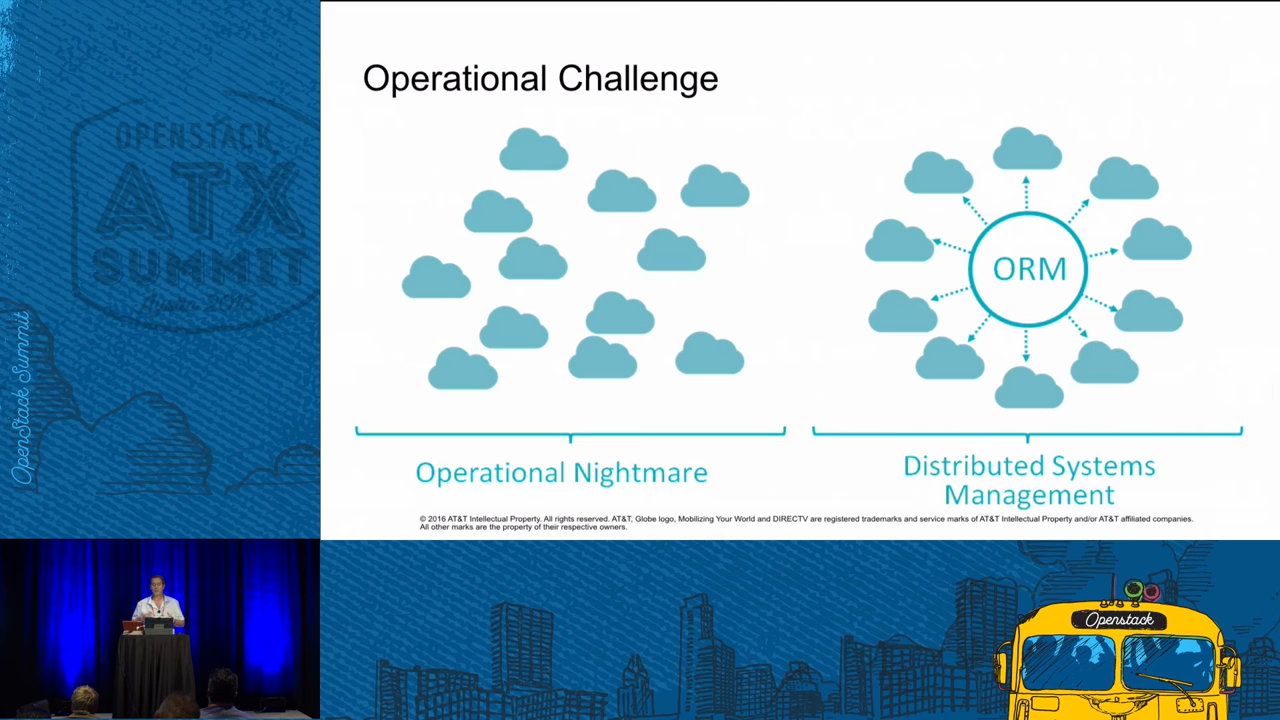 Operational Challenge
ORM
Operational Nightmare
Distributed Systems
Management
© 2016 AT&T Intellectual Property. All rights reserved. AT&T, Globe logo, Mobilizing Your World and DIRECTV are registered trademarks and service marks of AT&T Intellectual Property and/or AT&T affiliated companies.
All other marks are the property of their respective owners.
OPENSTACK
ATX
SUMMIT
OpenStack Summit
Openstack